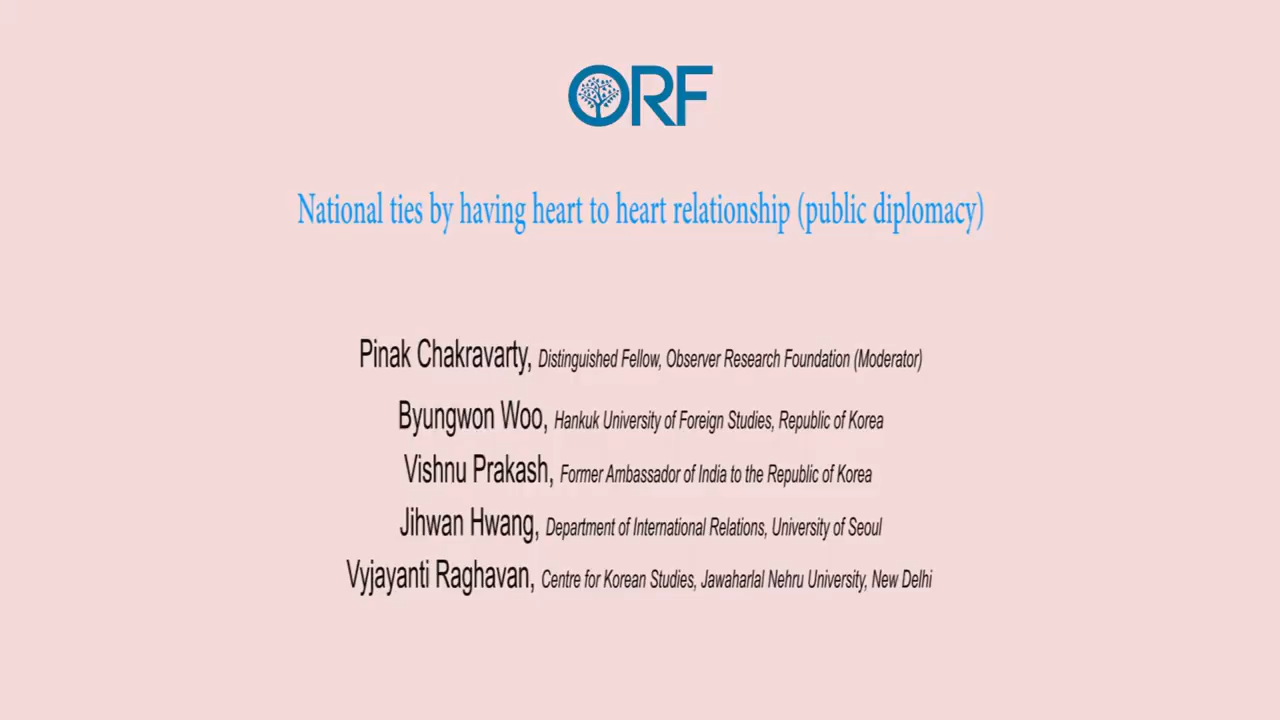 ORF
National ties by having heart to heart relationship (public diplomacy)
Pinak Chakravarty, Distinguished Fellow, Observer Research Foundation (Moderator)
Byungwon Woo, Hankuk University of Foreign Studies, Republic of Korea
Vishnu Prakash, Former Ambassador of India to the Republic of Korea
Jihwan Hwang, Department of International Relations, University of Seoul
Vyjayanti Raghavan, Centre for Korean Studies, Jawaharlal Nehru University, New Delhi